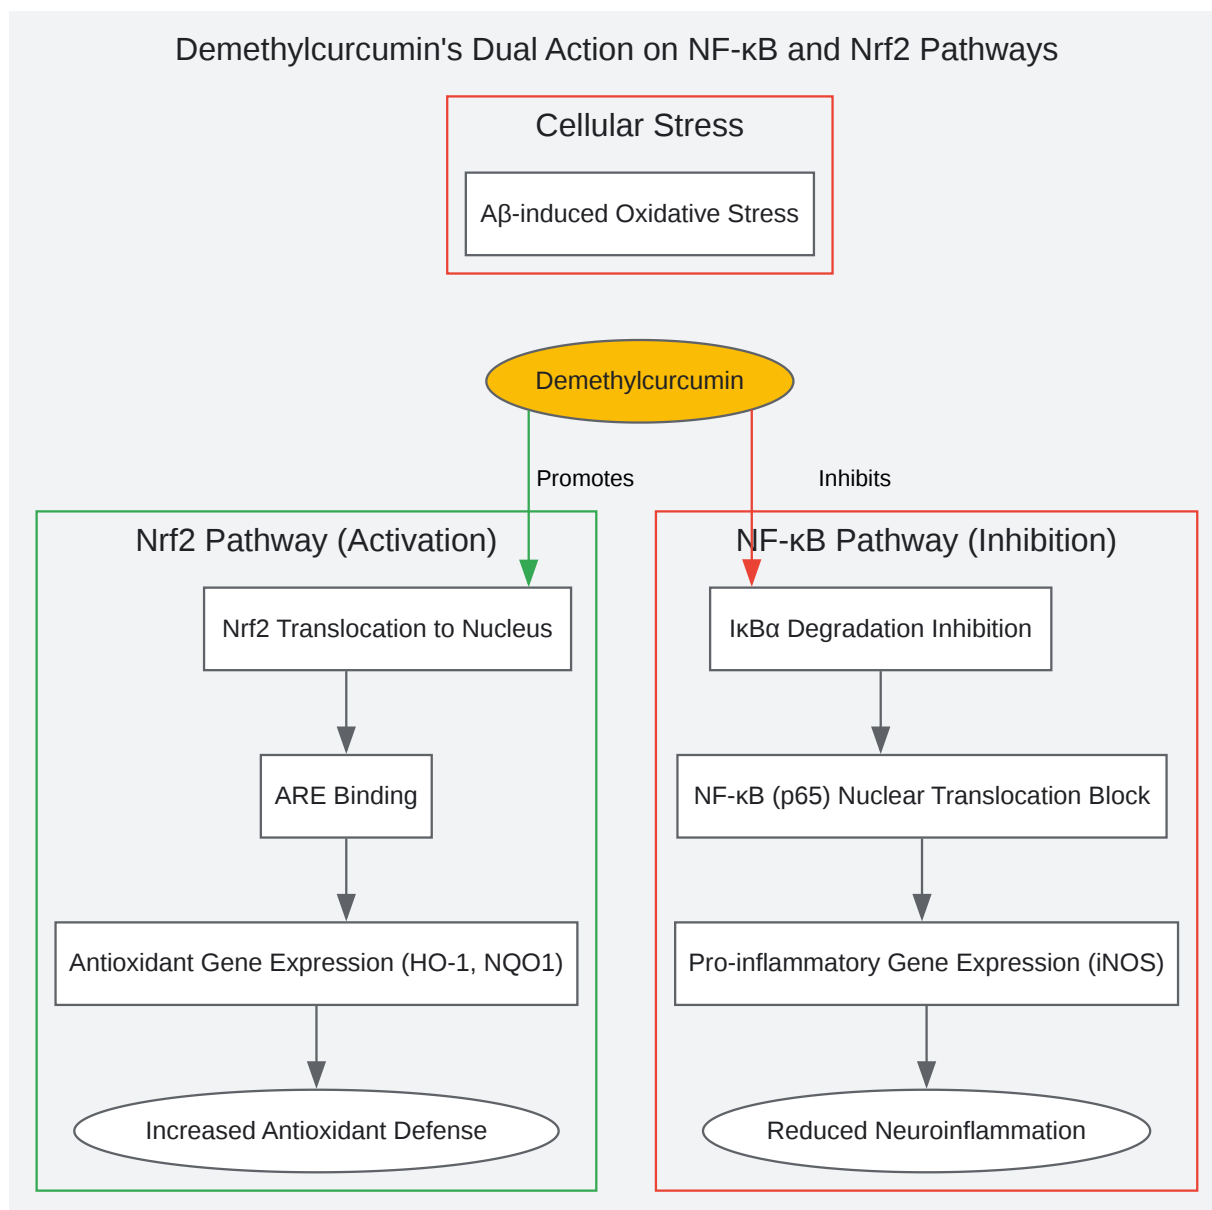 Demethylcurcumin's Dual Action on NF-κB and Nrf2 Pathways
Cellular Stress
Aβ-induced Oxidative Stress
Demethylcurcumin
Promotes
Inhibits
Nrf2 Pathway (Activation)
Nrf2 Translocation to Nucleus
ARE Binding
Antioxidant Gene Expression (HO-1, NQO1)
Increased Antioxidant Defense
NF-κB Pathway (Inhibition)
IκBα Degradation Inhibition
NF-κB (p65) Nuclear Translocation Block
Pro-inflammatory Gene Expression (iNOS)
Reduced Neuroinflammation